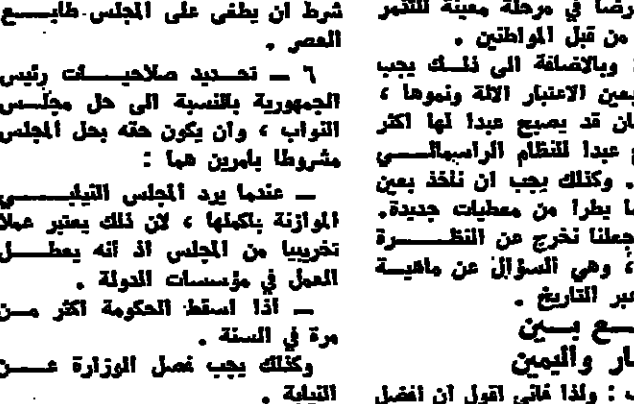 رضا في مرحلة معينة للتذمر
من قبل المواطنين .
وبالاضافة الى ذلك يجب
بعين الاعتبار الالة ونموها ،
ان قد يصبح عبدا لها اكثر
عبدا للنظام الراسمالي
. وكذلك يجب ان ناخذ بعين
ما يطرا من معطيات جديدة.
جعلنا نخرج عن النظرة
، وهي السؤال عن ماهية
عبر التاريخ .
ع بين
ار واليمين
: ولذا فاني اقول ان افضل
شرط ان يطغى على المجلس طابع
العصر .
٦ — تحديد صلاحيات رئيس
الجمهورية بالنسبة الى حل مجلس
النواب ، وان يكون حقه بحل المجلس
مشروطا بامرين هما :
— عندما يرد المجلس النيابي
الموازنة باكملها ، لان ذلك يعتبر عملا
تخريبيا من المجلس اذ انه يعطل
العمل في مؤسسات الدولة .
— اذا اسقط الحكومة اكثر من
مرة في السنة .
وكذلك يجب فصل الوزارة عن
النيابة .